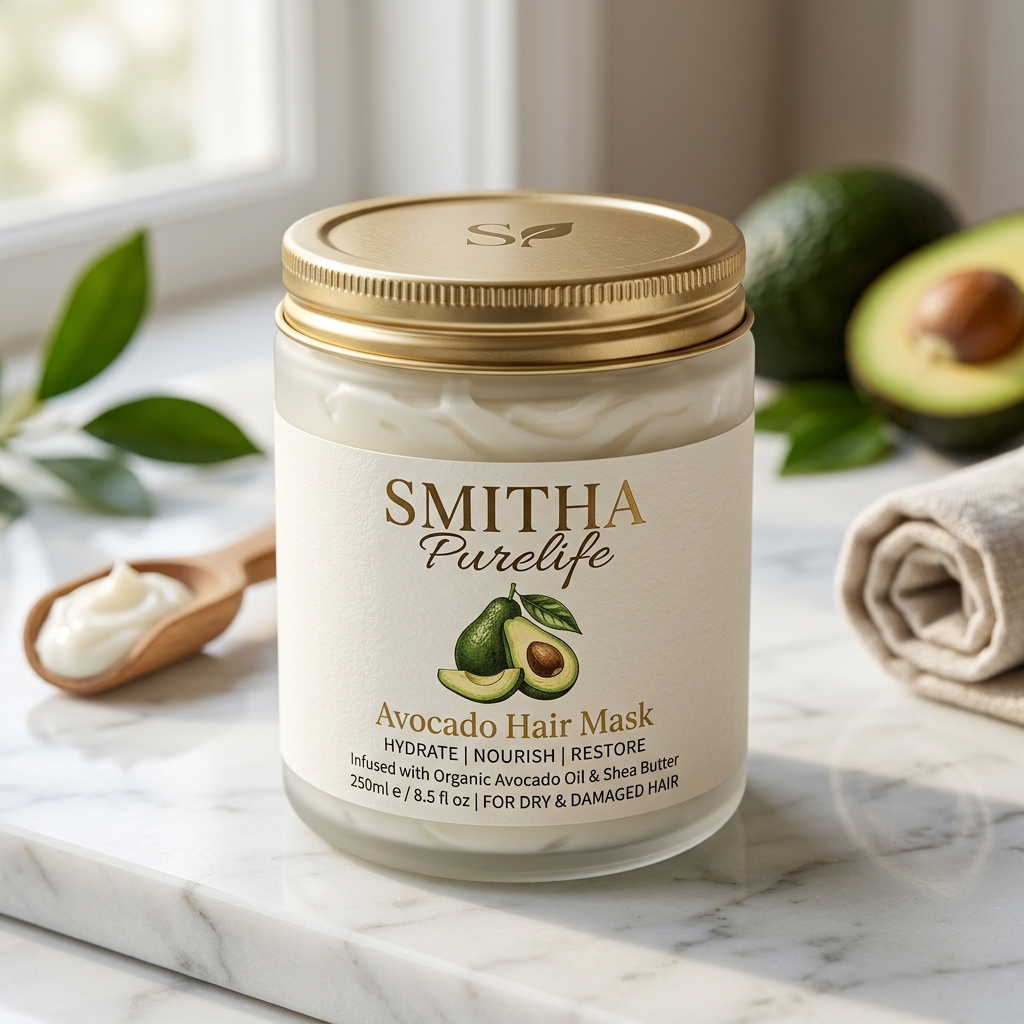 SP
SMITHA
Purelife
Avocado Hair Mask
HYDRATE | NOURISH | RESTORE
Infused with Organic Avocado Oil & Shea Butter
250ml e / 8.5 fl oz | FOR DRY & DAMAGED HAIR